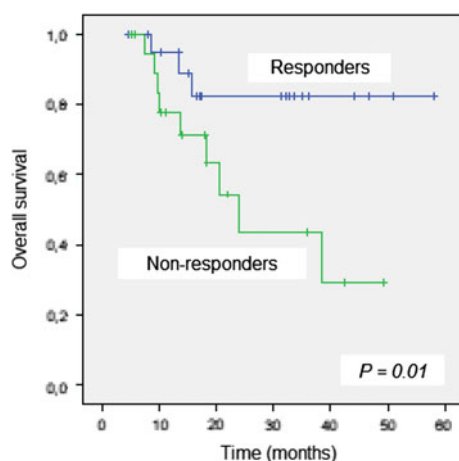 Overall survival
1,0
0,8
0,6
0,4
0,2
0,0
Responders
Non-responders
P = 0.01
0 10 20 30 40 50 60
Time (months)